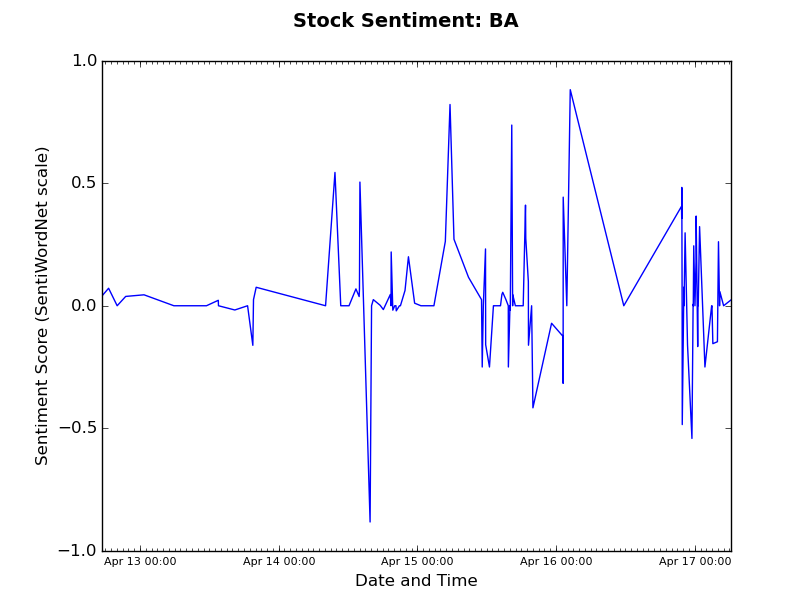 Stock Sentiment: BA
1.0
0.5
0.0
−0.5
−1.0
Sentiment Score (SentiWordNet scale)
Apr 13 00:00 Apr 14 00:00 Apr 15 00:00 Apr 16 00:00 Apr 17 00:00
Date and Time